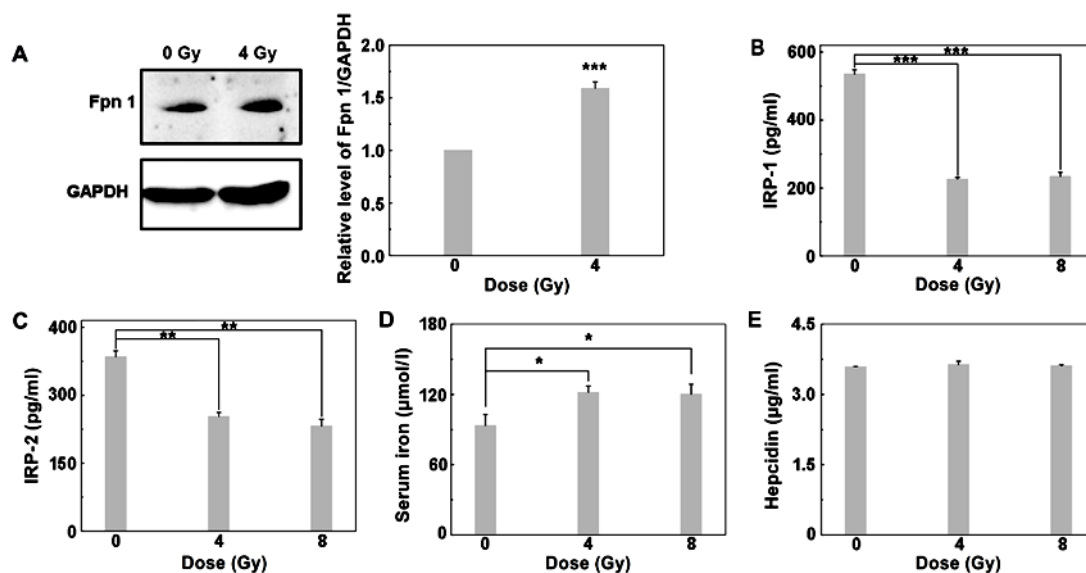 A
0 Gy 4 Gy
Fpn 1
GAPDH
Relative level of Fpn 1/GAPDH
2.0
1.5
1.0
0.5
0.0
***
0 4
Dose (Gy)
B
IRP-1 (pg/ml)
600
400
200
0
***
***
0 4 8
Dose (Gy)
C
IRP-2 (pg/ml)
450
300
150
0
**
**
0 4 8
Dose (Gy)
D
Serum iron (μmol/l)
180
120
60
0
*
*
0 4 8
Dose (Gy)
E
Hepcidin (μg/ml)
4.5
3.0
1.5
0
0 4 8
Dose (Gy)